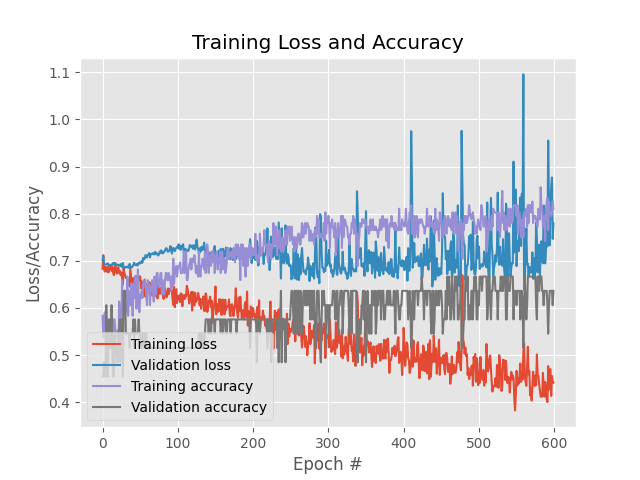 Training Loss and Accuracy
Loss/Accuracy
1.1
1.0
0.9
0.8
0.7
0.6
0.5
0.4
Training loss
Validation loss
Training accuracy
Validation accuracy
0 100 200 300 400 500 600
Epoch #